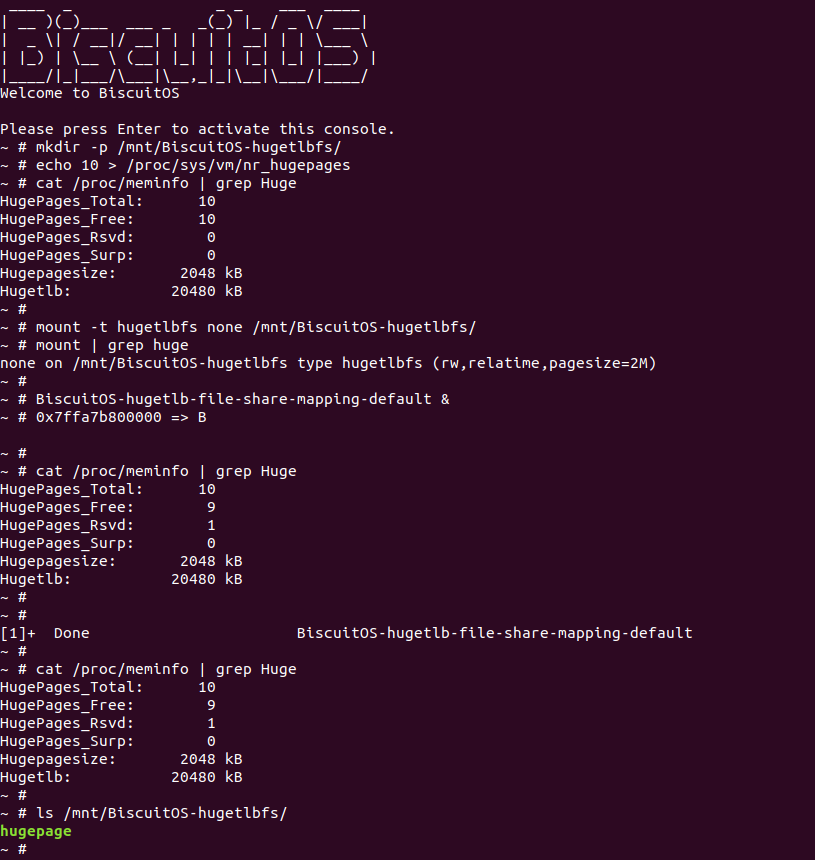 ____  _                _ _    ___  ____
| __ )(_)___  ___ _   _(_) |_ / _ \/ ___|
|  _ \| / __|/ __| | | | | __| | | \___ \
| |_) | \__ \ (__| |_| | | |_| |_| |___) |
|____/|_|___/\___|\__,_|_|\__|\___/|____/
Welcome to BiscuitOS

Please press Enter to activate this console.
~ # mkdir -p /mnt/BiscuitOS-hugetlbfs/
~ # echo 10 > /proc/sys/vm/nr_hugepages
~ # cat /proc/meminfo | grep Huge
HugePages_Total:      10
HugePages_Free:       10
HugePages_Rsvd:        0
HugePages_Surp:        0
Hugepagesize:       2048 kB
Hugetlb:           20480 kB
~ #
~ # mount -t hugetlbfs none /mnt/BiscuitOS-hugetlbfs/
~ # mount | grep huge
none on /mnt/BiscuitOS-hugetlbfs type hugetlbfs (rw,relatime,pagesize=2M)
~ #
~ # BiscuitOS-hugetlb-file-share-mapping-default &
~ # 0x7ffa7b800000 => B

~ #
~ # cat /proc/meminfo | grep Huge
HugePages_Total:      10
HugePages_Free:        9
HugePages_Rsvd:        1
HugePages_Surp:        0
Hugepagesize:       2048 kB
Hugetlb:           20480 kB
~ #
~ #
[1]+  Done                       BiscuitOS-hugetlb-file-share-mapping-default
~ #
~ # cat /proc/meminfo | grep Huge
HugePages_Total:      10
HugePages_Free:        9
HugePages_Rsvd:        1
HugePages_Surp:        0
Hugepagesize:       2048 kB
Hugetlb:           20480 kB
~ #
~ # ls /mnt/BiscuitOS-hugetlbfs/
hugepage
~ #